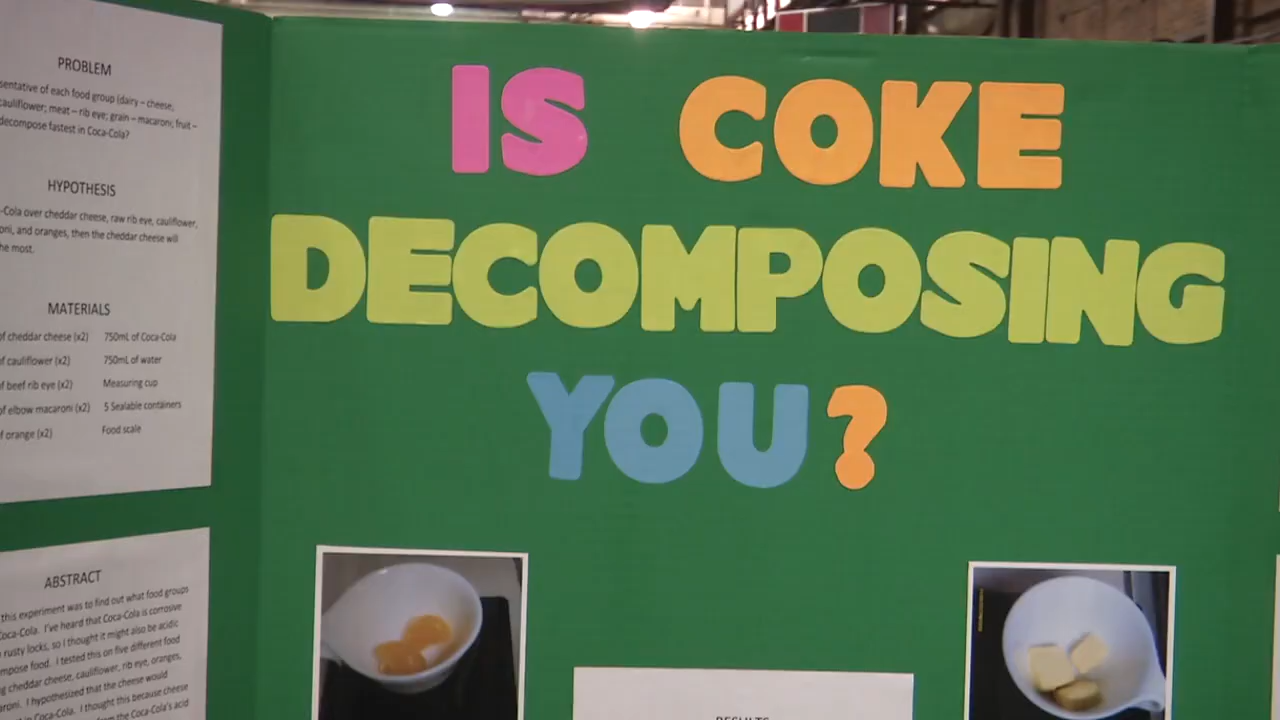 PROBLEM
sentative of each food group (dairy – cheese,
cauliflower; meat – rib eye; grain – macaroni; fruit –
decompose fastest in Coca-Cola?
HYPOTHESIS
-Cola over cheddar cheese, raw rib eye, cauliflower,
oni, and oranges, then the cheddar cheese will
he most.
MATERIALS
of cheddar cheese (x2) 750mL of Coca-Cola
of cauliflower (x2) 750mL of water
of beef rib eye (x2) Measuring cup
of elbow macaroni (x2) 5 Sealable containers
f orange (x2) Food scale
ABSTRACT
this experiment was to find out what food groups
Coca-Cola. I've heard that Coca-Cola is corrosive
rusty locks, so I thought it might also be acidic
mpose food. I tested this on five different food
g cheddar cheese, cauliflower, rib eye, oranges,
aroni. I hypothesized that the cheese would
t in Coca-Cola. I thought this because cheese
from the Coca-Cola's acid
IS COKE
DECOMPOSING
YOU?
RESULTS